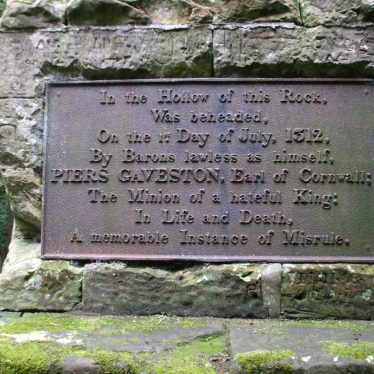 In the Hollow of this Rock,
Was beheaded,
On the 1st Day of July, 1312,
By Barons lawless as himself,
PIERS GAVESTON, Earl of Cornwall;
The Minion of a hateful King:
In Life and Death,
A memorable Instance of Misrule.